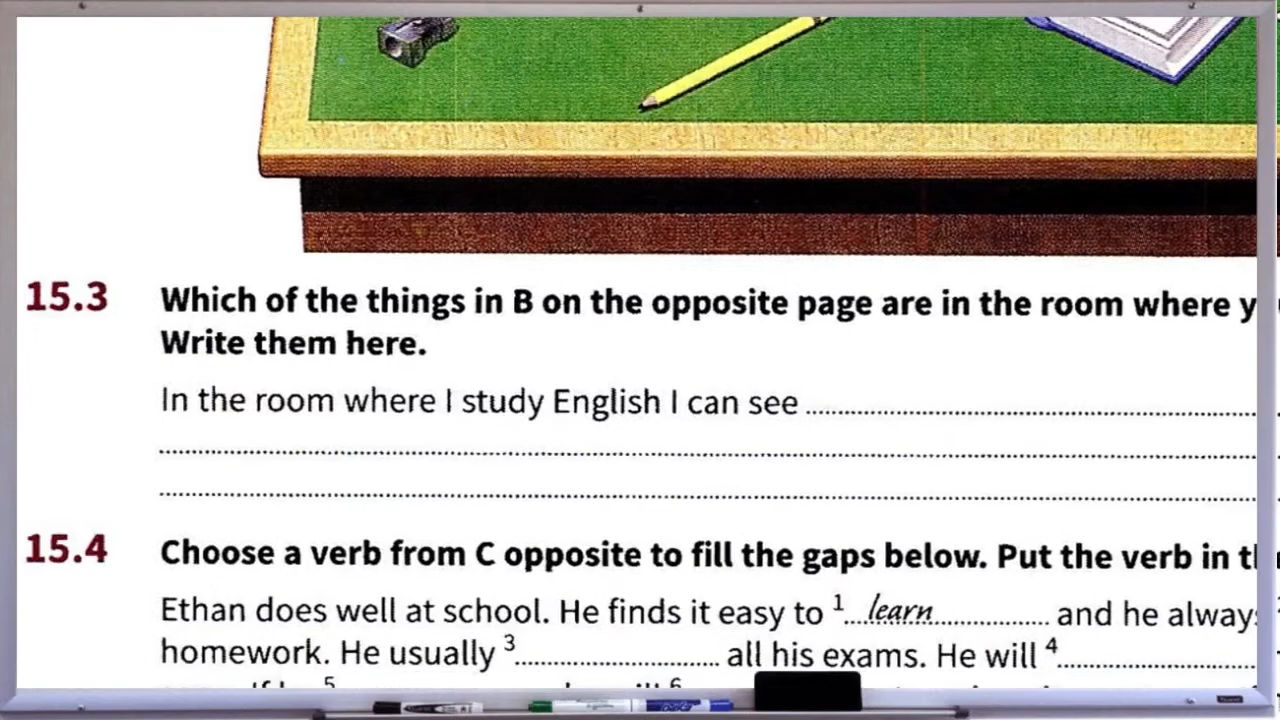 15.3 Which of the things in B on the opposite page are in the room where y
Write them here.
In the room where I study English I can see
15.4 Choose a verb from C opposite to fill the gaps below. Put the verb in t
Ethan does well at school. He finds it easy to 1 learn and he always
homework. He usually 3 all his exams. He will 4
5 6